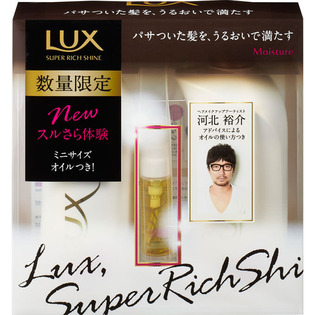 LUX
SUPER RICH SHINE
パサついた髪を、うるおいで満たす
Moisture
数量限定
New
スルさら体験
ミニサイズ
オイルつき!
ヘアメイクアップアーティスト
河北 裕介
アドバイスによる
オイルの使い方つき
Lux,
Super Rich Shi